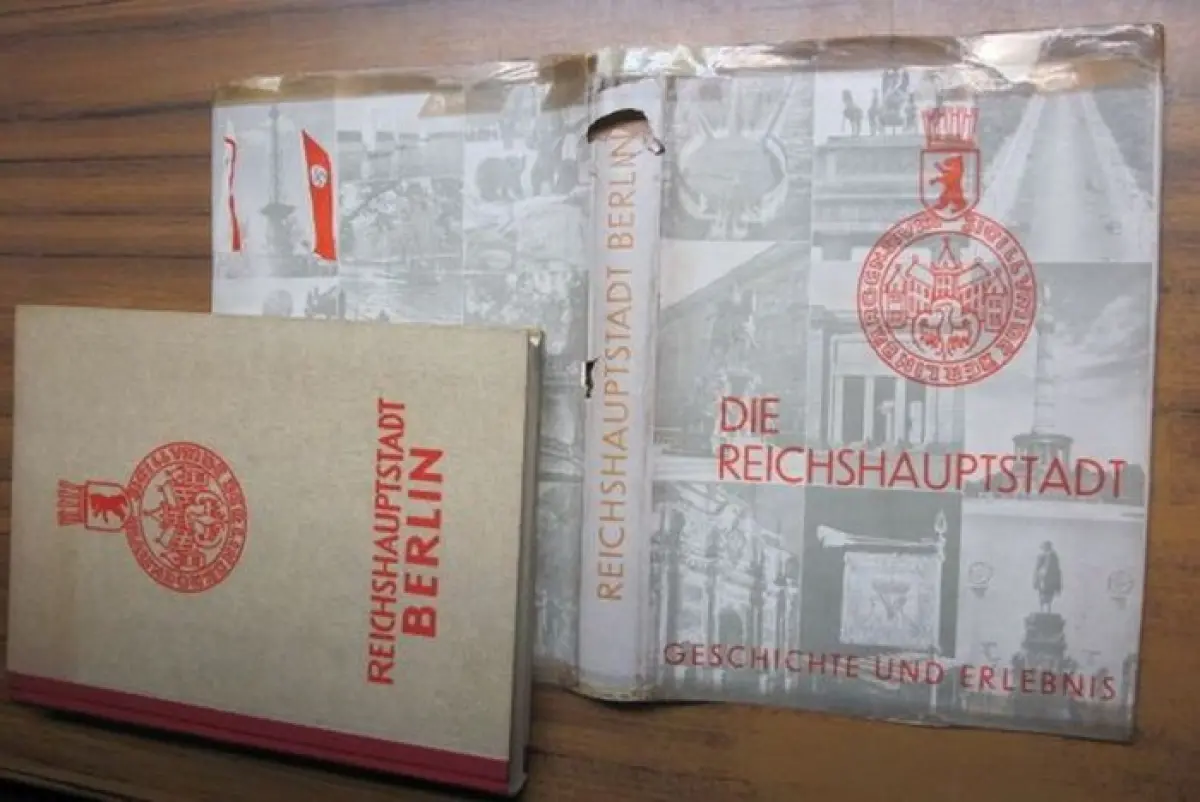 REICHSHAUPTSTADT
BERLIN
REICHSHAUPTSTADT BERLIN
DIE
REICHSHAUPTSTADT
GESCHICHTE UND ERLEBNIS